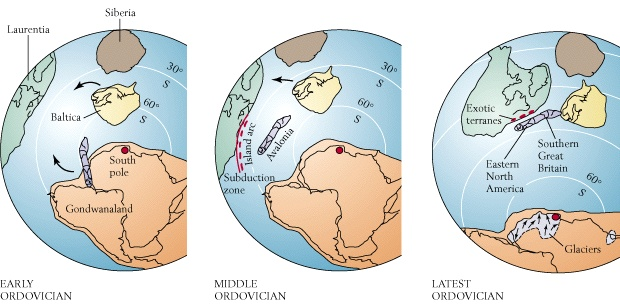 Siberia
Laurentia
30°
S
60°
S
Baltica
South
pole
Gondwanaland
EARLY
ORDOVICIAN
30°
S
60°
S
Island arc
Avalonia
Subduction
zone
MIDDLE
ORDOVICIAN
Exotic
terranes
Southern
Great
Britain
Eastern
North
America
60°
S
Glaciers
LATEST
ORDOVICIAN